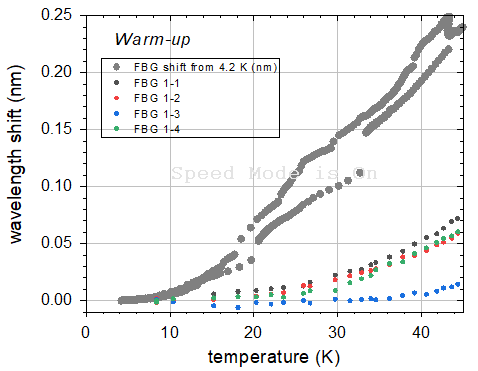 0.25
Warm-up
FBG shift from 4.2 K (nm)
0.20
FBG 1-1
FBG 1-2
FBG 1-3
0.15
FBG 1-4
Speed Mode is On
0.10
0.05
0.00
wavelength shift (nm)
0 10 20 30 40
temperature (K)